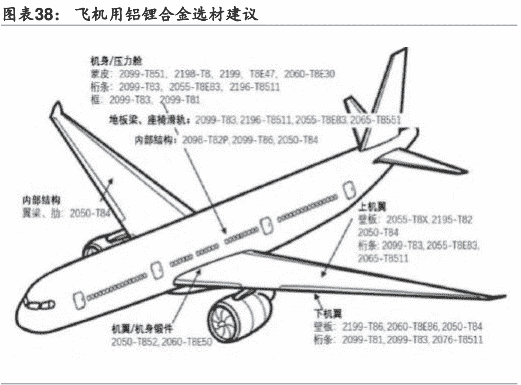 图表38： 飞机用铝锂合金选材建议
机身/压力舱
蒙皮：2099-T851、2198-T8、2199、T8E47、2060-T8E30
桁条：2099-T83、2055-T8E83、2196-T8511
框：2099-T83、2099-T81
地板梁、座椅滑轨：2099-T83,2196-T8511,2055-T8E83,2065-T8551
内部结构：2098-T82P,2099-T86,2050-T84
内部结构
翼梁、肋：2050-T84
上机翼
壁板：2055-T8X,2195-T82
2050-T84
桁条：2099-T83,2055-T8E83,
2065-T8511
机翼/机身锻件
2050-T852,2060-T8E50
下机翼
壁板：2199-T86,2060-T8E86,2050-T84
桁条：2099-T81,2099-T83,2076-T8511